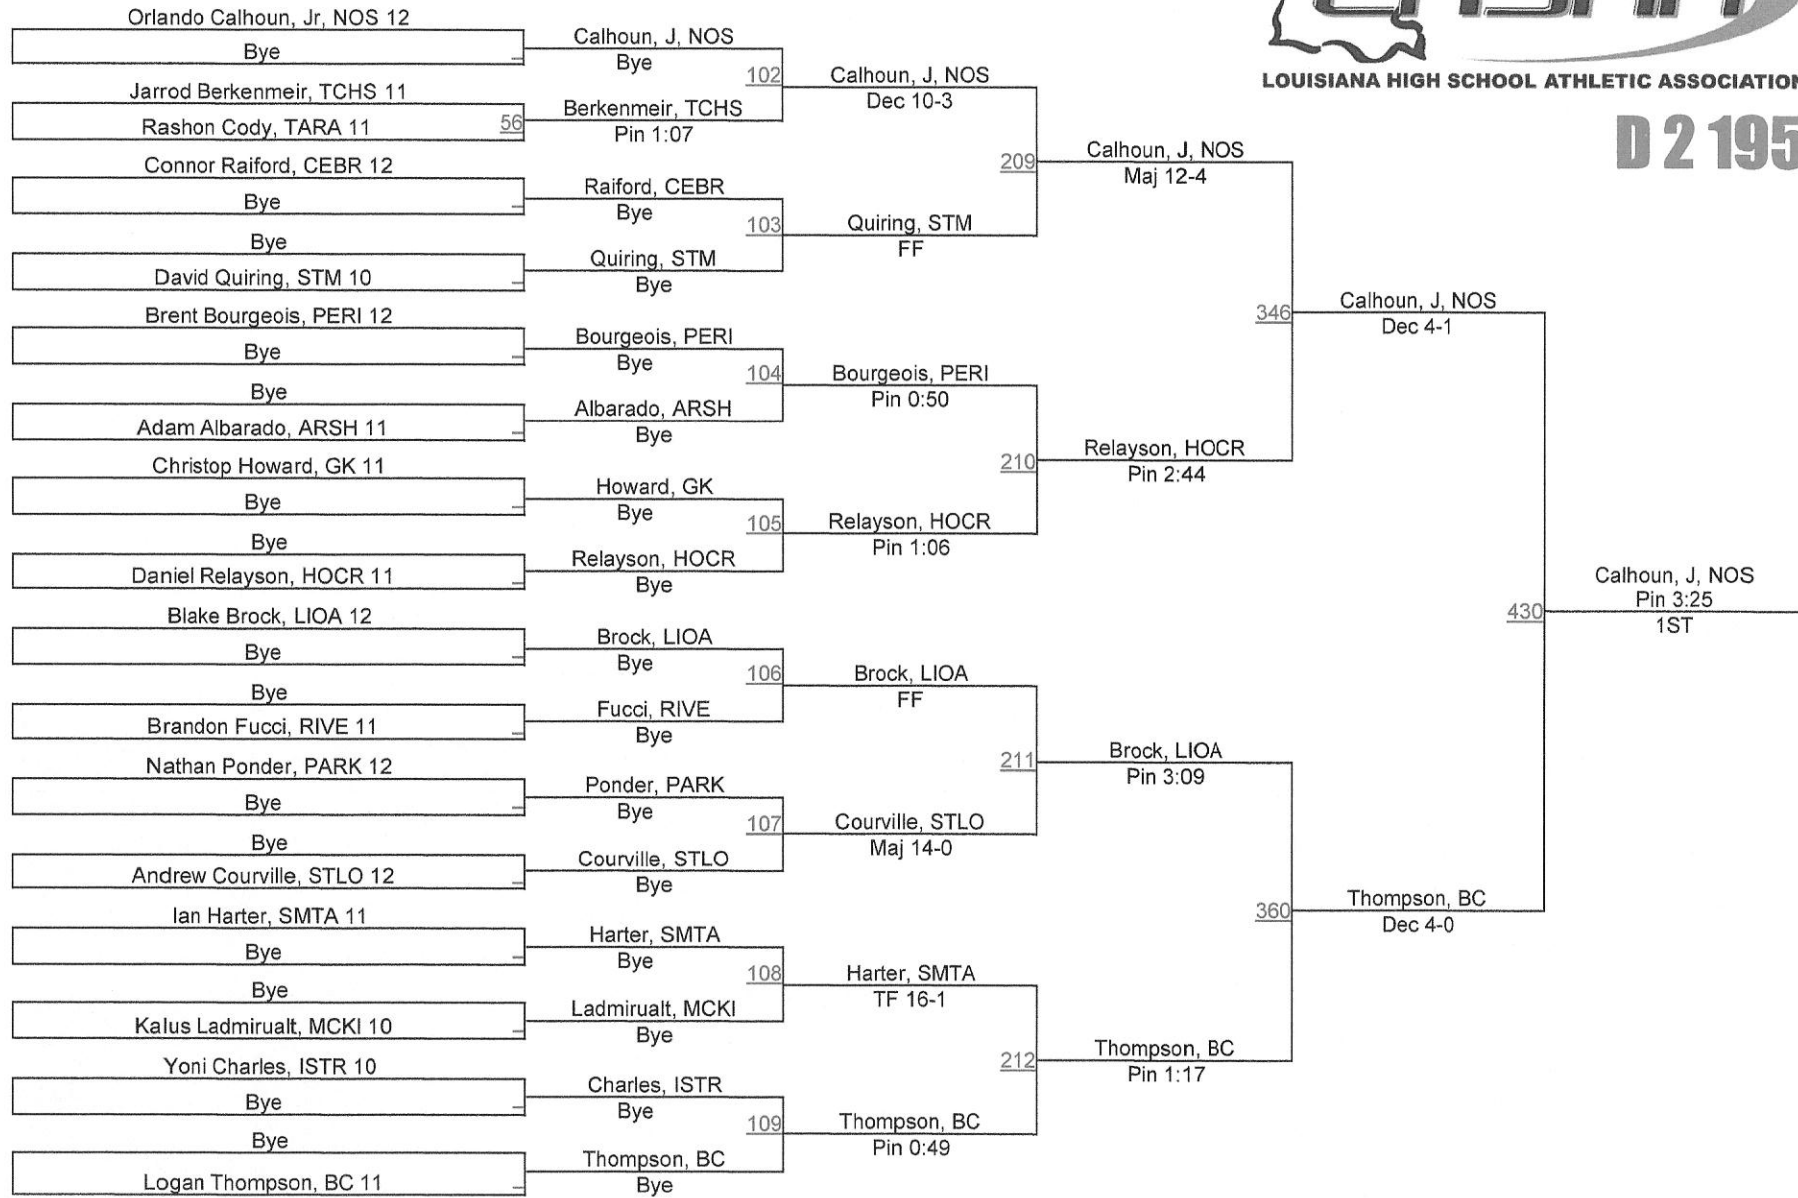 LHSAA
LOUISIANA HIGH SCHOOL ATHLETIC ASSOCIATION
D 2 195
Orlando Calhoun, Jr, NOS 12
Bye
Jarrod Berkenmeir, TCHS 11
Rashon Cody, TARA 11
56
Connor Raiford, CEBR 12
Bye
Bye
David Quiring, STM 10
Brent Bourgeois, PERI 12
Bye
Bye
Adam Albarado, ARSH 11
Christop Howard, GK 11
Bye
Bye
Daniel Relayson, HOCR 11
Blake Brock, LIOA 12
Bye
Bye
Brandon Fucci, RIVE 11
Nathan Ponder, PARK 12
Bye
Bye
Andrew Courville, STLO 12
Ian Harter, SMTA 11
Bye
Bye
Kalus Ladmirualt, MCKI 10
Yoni Charles, ISTR 10
Bye
Bye
Logan Thompson, BC 11
Calhoun, J, NOS
Bye
102
Berkenmeir, TCHS
Pin 1:07
Raiford, CEBR
Bye
103
Quiring, STM
Bye
Bourgeois, PERI
Bye
104
Albarado, ARSH
Bye
Howard, GK
Bye
105
Relayson, HOCR
Bye
Brock, LIOA
Bye
106
Fucci, RIVE
Bye
Ponder, PARK
Bye
107
Courville, STLO
Bye
Harter, SMTA
Bye
108
Ladmirualt, MCKI
Bye
Charles, ISTR
Bye
109
Thompson, BC
Bye
Calhoun, J, NOS
Dec 10-3
209
Quiring, STM
FF
Bourgeois, PERI
Pin 0:50
210
Relayson, HOCR
Pin 1:06
Brock, LIOA
FF
211
Courville, STLO
Maj 14-0
Harter, SMTA
TF 16-1
212
Thompson, BC
Pin 0:49
Calhoun, J, NOS
Maj 12-4
346
Relayson, HOCR
Pin 2:44
Brock, LIOA
Pin 3:09
360
Thompson, BC
Pin 1:17
Calhoun, J, NOS
Dec 4-1
430
Thompson, BC
Dec 4-0
Calhoun, J, NOS
Pin 3:25
1ST